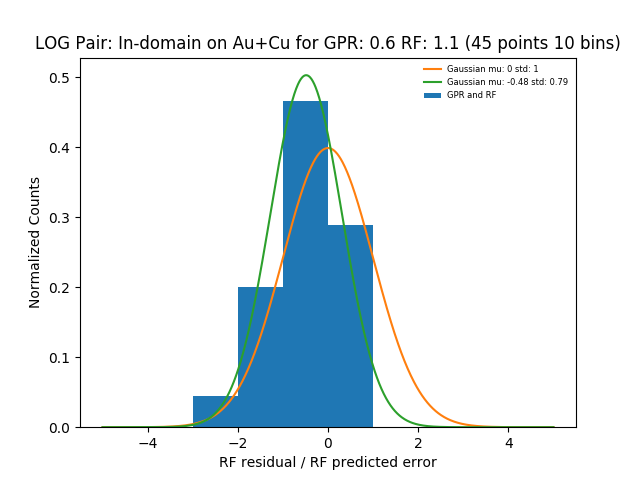 LOG Pair: In-domain on Au+Cu for GPR: 0.6 RF: 1.1 (45 points 10 bins)
Gaussian mu: 0 std: 1
Gaussian mu: -0.48 std: 0.79
GPR and RF
0.5
0.4
0.3
0.2
0.1
0.0
Normalized Counts
−4
−2
0
2
4
RF residual / RF predicted error